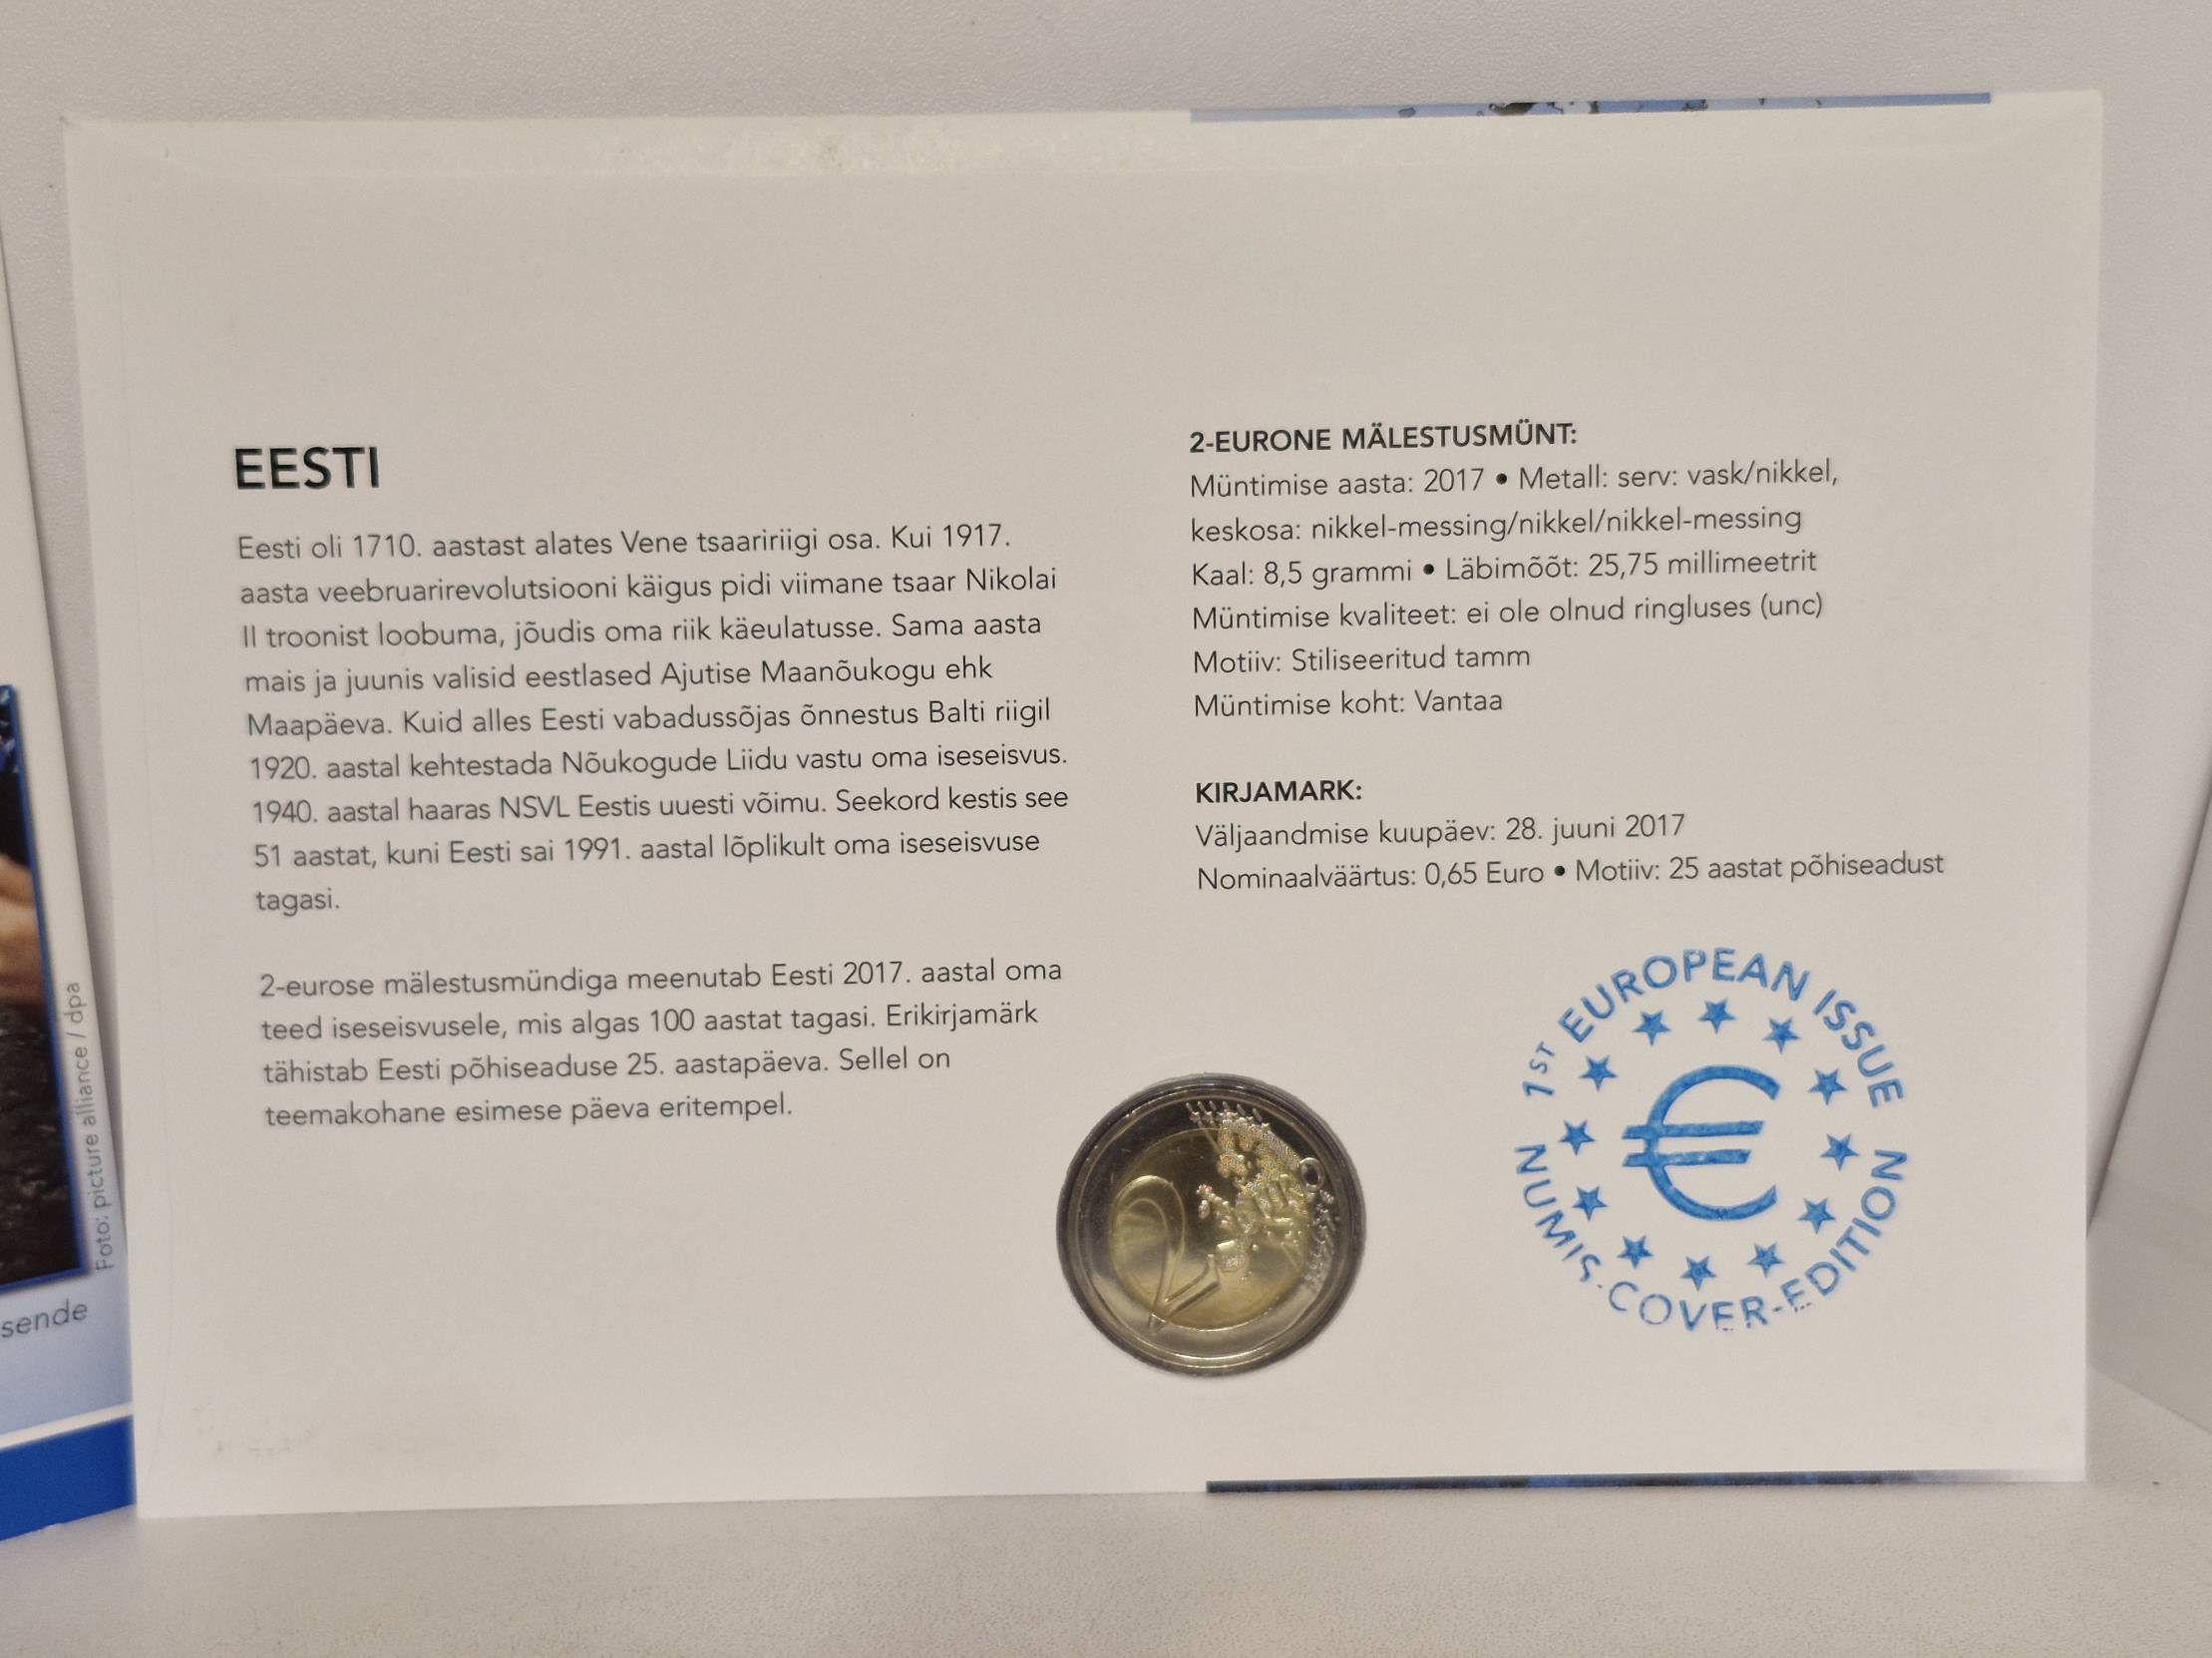 EESTI
Eesti oli 1710. aastast alates Vene tsaaririigi osa. Kui 1917.
aasta veebruarirevolutsiooni käigus pidi viimane tsaar Nikolai
II troonist loobuma, jõudis oma riik käeulatusse. Sama aasta
mais ja juunis valisid eestlased Ajutise Maanõukogu ehk
Maapäeva. Kuid alles Eesti vabadussõjas õnnestus Balti riigil
1920. aastal kehtestada Nõukogude Liidu vastu oma iseseisvus.
1940. aastal haaras NSVL Eestis uuesti võimu. Seekord kestis see
51 aastat, kuni Eesti sai 1991. aastal lõplikult oma iseseisvuse
tagasi.
2-eurose mälestusmündiga meenutab Eesti 2017. aastal oma
teed iseseisvusele, mis algas 100 aastat tagasi. Erikirjamärk
tähistab Eesti põhiseaduse 25. aastapäeva. Sellel on
teemakohane esimese päeva eritempel.
2-EURONE MÄLESTUSMÜNT:
Müntimise aasta: 2017 • Metall: serv: vask/nikkel,
keskosa: nikkel-messing/nikkel/nikkel-messing
Kaal: 8,5 grammi • Läbimõõt: 25,75 millimeetrit
Müntimise kvaliteet: ei ole olnud ringluses (unc)
Motiiv: Stiliseeritud tamm
Müntimise koht: Vantaa
KIRJAMARK:
Väljaandmise kuupäev: 28. juuni 2017
Nominaalväärtus: 0,65 Euro • Motiiv: 25 aastat põhiseadust
1ST EUROPEAN ISSUE
€
NUMIS-COVER-EDITION
2
Foto: picture alliance / dpa
sende